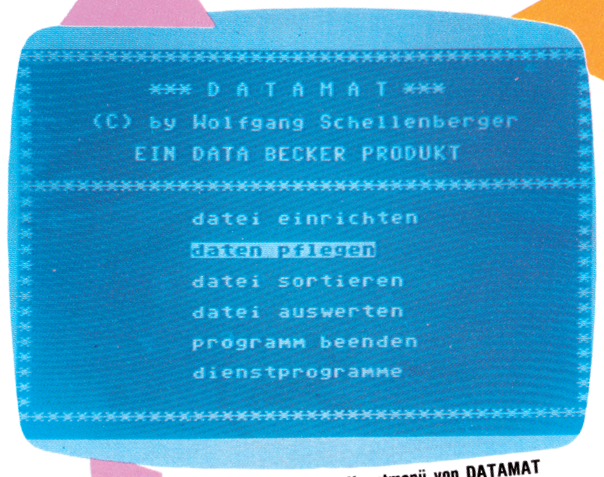 *** D A T A M A T ***
(C) by Wolfgang Schellenberger
EIN DATA BECKER PRODUKT
datei einrichten
daten pflegen
datei sortieren
datei auswerten
programm beenden
dienstprogramme
von DATAMAT